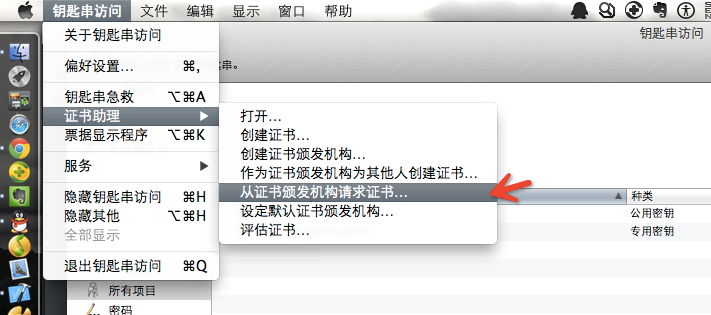 钥匙串访问 文件 编辑 显示 窗口 帮助
钥匙串访问
关于钥匙串访问
偏好设置… ⌘,
串。
钥匙串急救 ⌥⌘A
证书助理 ▶
票据显示程序 ⌥⌘K
服务 ▶
隐藏钥匙串访问 ⌘H
隐藏其他 ⌥⌘H
全部显示
退出钥匙串访问 ⌘Q
打开…
创建证书…
创建证书颁发机构…
作为证书颁发机构为其他人创建证书…
从证书颁发机构请求证书…
设定默认证书颁发机构…
评估证书…
种类
公用密钥
专用密钥
所有项目
密码